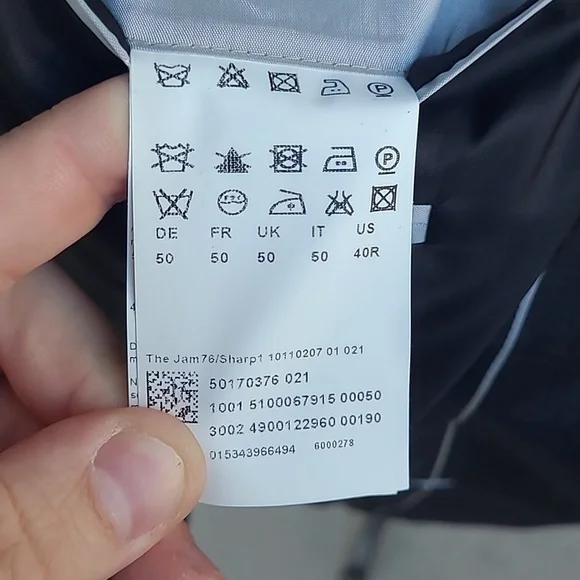 P
P
DE FR UK IT US
50 50 50 50 40R
The Jam76/Sharp1 10110207 01 021
50170376 021
1001 5100067915 00050
3002 4900122960 00190
015343966494 6000278